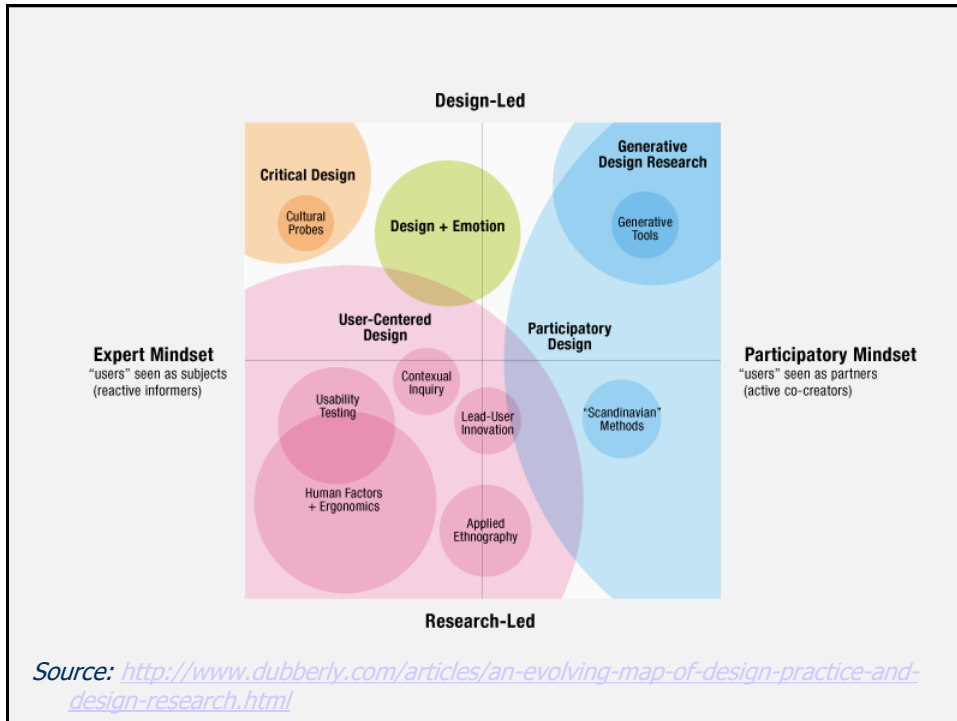 Design-Led
Critical Design
Cultural
Probes
Design + Emotion
Generative
Design Research
Generative
Tools
User-Centered
Design
Participatory
Design
Expert Mindset
“users” seen as subjects
(reactive informers)
Participatory Mindset
“users” seen as partners
(active co-creators)
Contexual
Inquiry
Usability
Testing
Lead-User
Innovation
“Scandinavian”
Methods
Human Factors
+ Ergonomics
Applied
Ethnography
Research-Led
Source: http://www.dubberly.com/articles/an-evolving-map-of-design-practice-and-
design-research.html